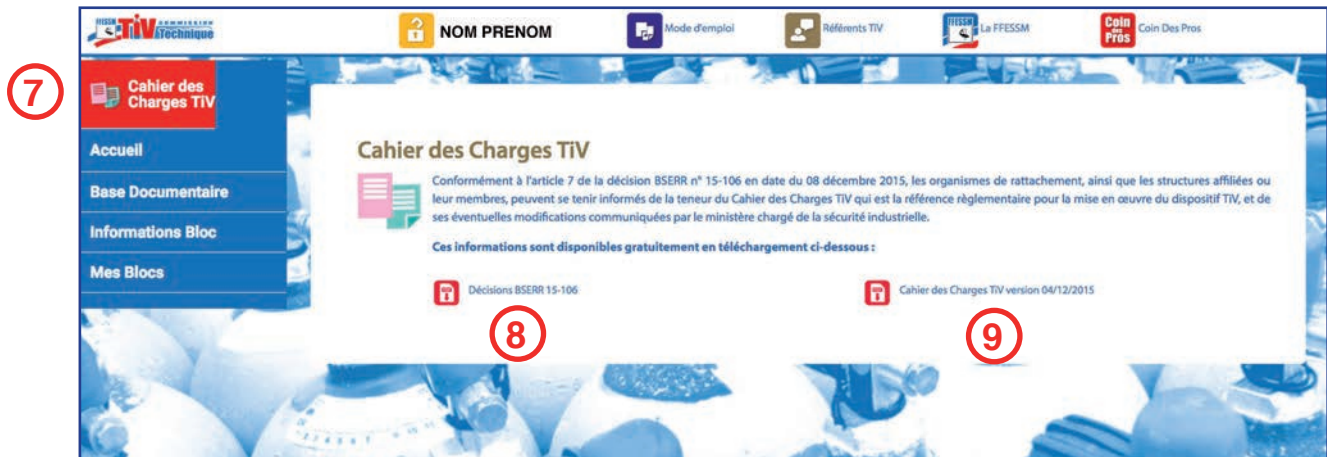 FFESSM TiV COMMISSION Technique
NOM PRENOM
Mode d'emploi
Référents TIV
FFESSM La FFESSM
Coin des Pros Coin Des Pros
7
Cahier des
Charges TiV
Accueil
Base Documentaire
Informations Bloc
Mes Blocs
Cahier des Charges TiV
Conformément à l'article 7 de la décision BSERR n° 15-106 en date du 08 décembre 2015, les organismes de rattachement, ainsi que les structures affiliées ou
leur membres, peuvent se tenir informés de la teneur du Cahier des Charges TiV qui est la référence règlementaire pour la mise en œuvre du dispositif TiV, et de
ses éventuelles modifications communiquées par le ministère chargé de la sécurité industrielle.
Ces informations sont disponibles gratuitement en téléchargement ci-dessous :
Décisions BSERR 15-106
Cahier des Charges TiV version 04/12/2015
8
9